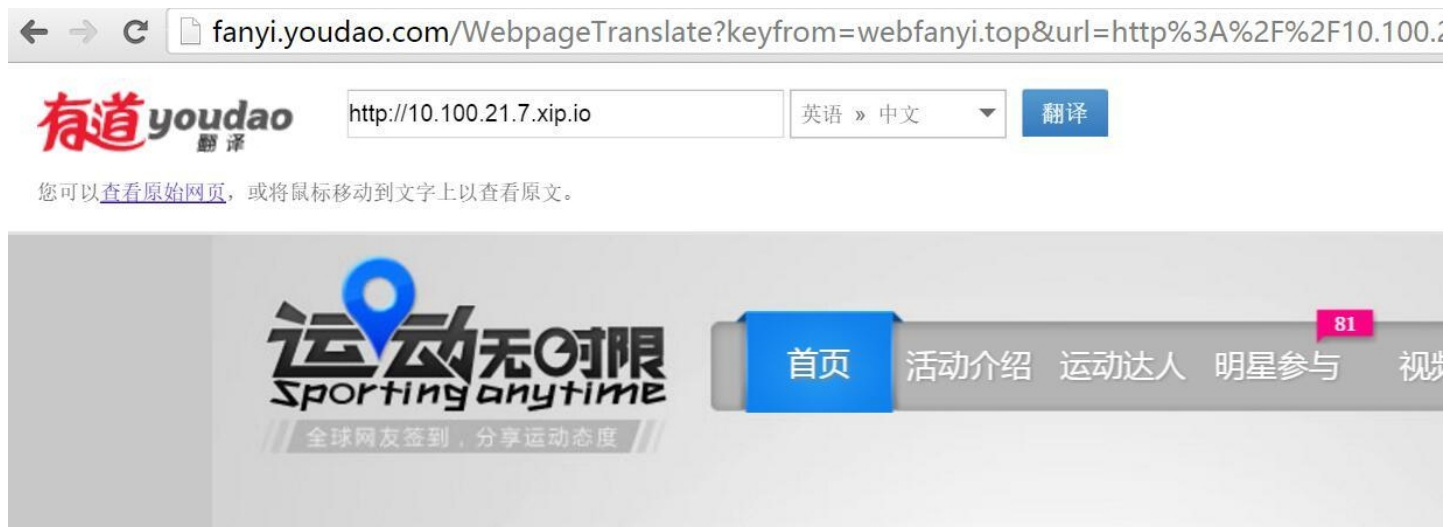 fanyi.youdao.com/WebpageTranslate?keyfrom=webfanyi.top&url=http%3A%2F%2F10.100.2
有道 youdao
翻译
http://10.100.21.7.xip.io
英语 » 中文
翻译
您可以查看原始网页，或将鼠标移动到文字上以查看原文。
运动无时限
Sporting anytime
全球网友签到，分享运动态度
81
首页 活动介绍 运动达人 明星参与 视频